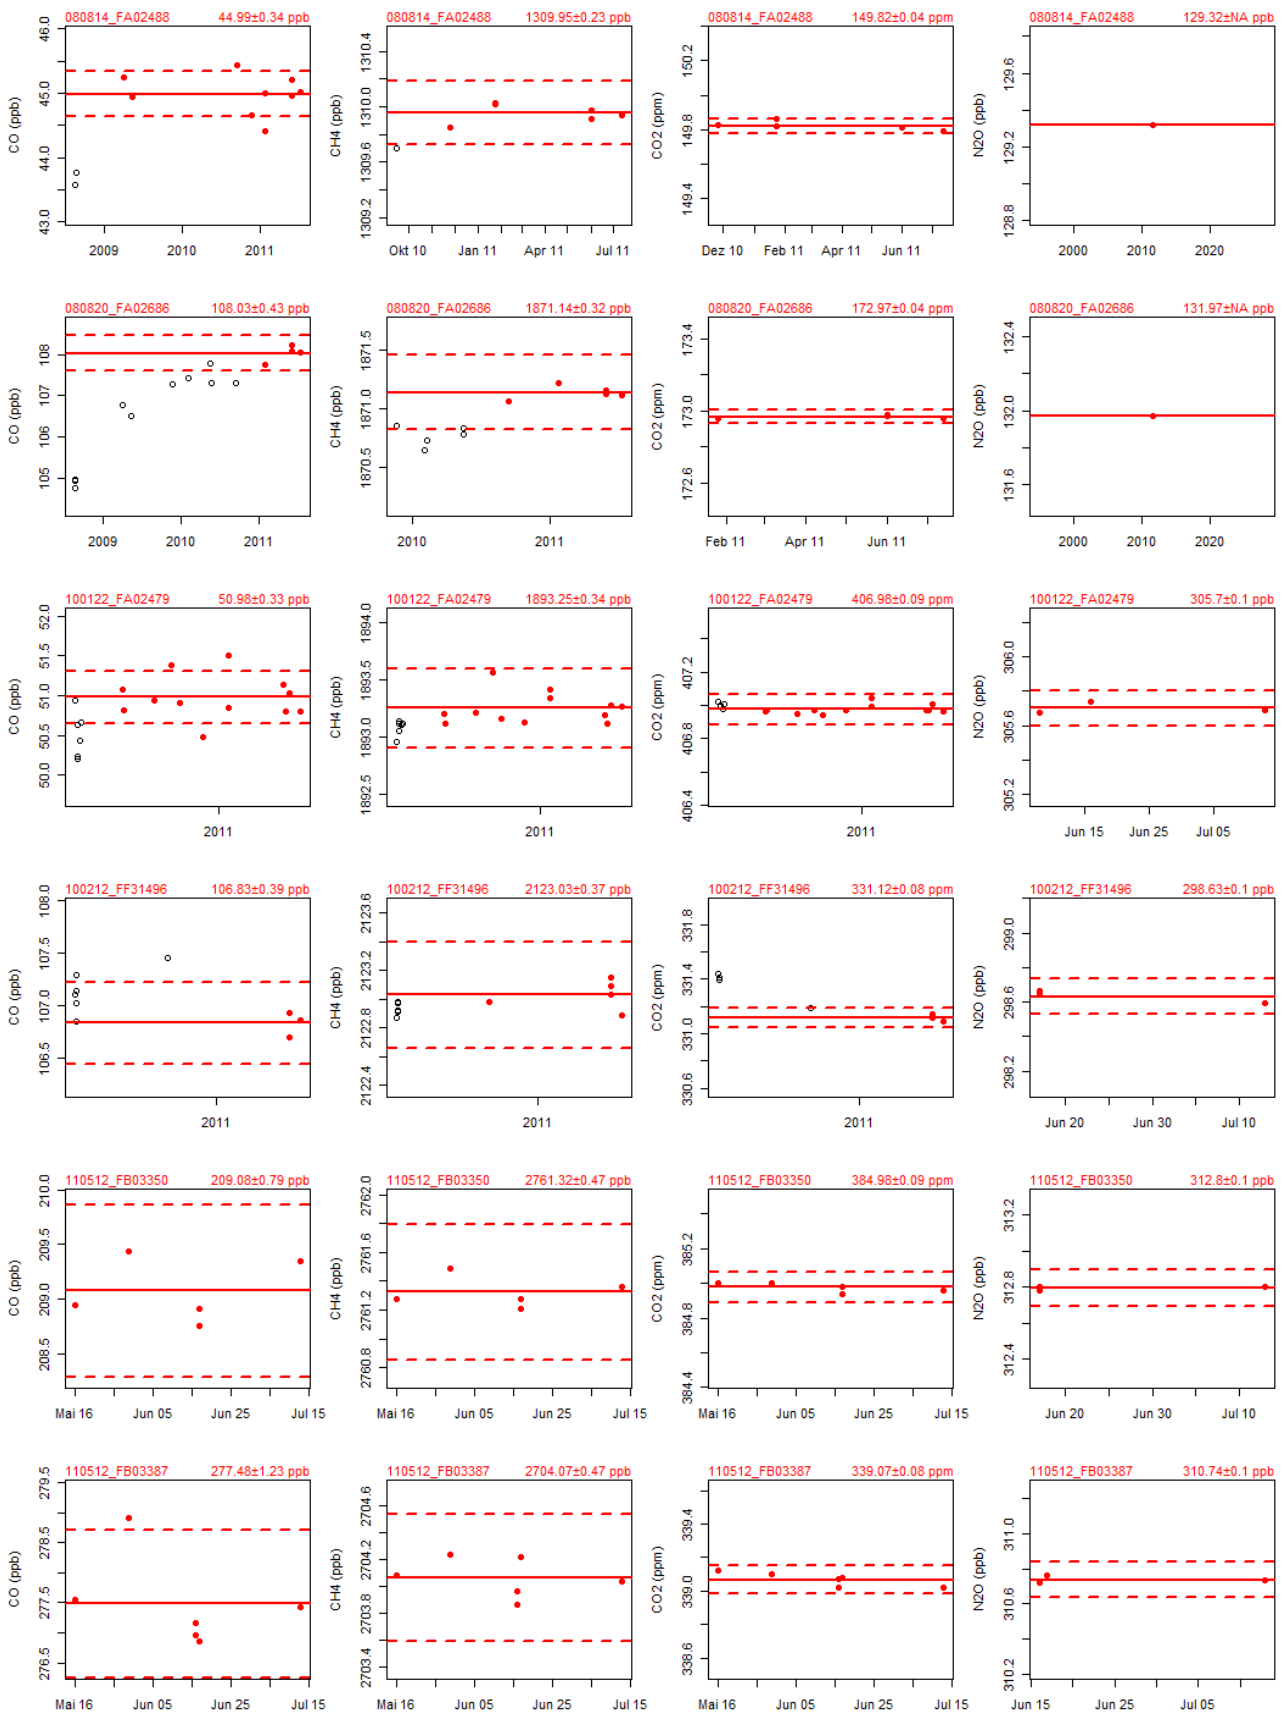 080814_FA02488 44.99±0.34 ppb
CO (ppb)
43.0 44.0 45.0 46.0
2009 2010 2011
080814_FA02488 1309.95±0.23 ppb
CH4 (ppb)
1309.2 1309.6 1310.0 1310.4
Okt 10 Jan 11 Apr 11 Jul 11
080814_FA02488 149.82±0.04 ppm
CO2 (ppm)
149.4 149.8 150.2
Dez 10 Feb 11 Apr 11 Jun 11
080814_FA02488 129.32±NA ppb
N2O (ppb)
128.8 129.2 129.6
2000 2010 2020
080820_FA02686 108.03±0.43 ppb
CO (ppb)
105 106 107 108
2009 2010 2011
080820_FA02686 1871.14±0.32 ppb
CH4 (ppb)
1870.5 1871.0 1871.5
2010 2011
080820_FA02686 172.97±0.04 ppm
CO2 (ppm)
172.6 173.0 173.4
Feb 11 Apr 11 Jun 11
080820_FA02686 131.97±NA ppb
N2O (ppb)
131.6 132.0 132.4
2000 2010 2020
100122_FA02479 50.98±0.33 ppb
CO (ppb)
50.0 50.5 51.0 51.5 52.0
2011
100122_FA02479 1893.25±0.34 ppb
CH4 (ppb)
1892.5 1893.0 1893.5 1894.0
2011
100122_FA02479 406.98±0.09 ppm
CO2 (ppm)
406.4 406.8 407.2
2011
100122_FA02479 305.7±0.1 ppb
N2O (ppb)
305.2 305.6 306.0
Jun 15 Jun 25 Jul 05
100212_FF31496 106.83±0.39 ppb
CO (ppb)
106.5 107.0 107.5 108.0
2011
100212_FF31496 2123.03±0.37 ppb
CH4 (ppb)
2122.4 2122.8 2123.2 2123.6
2011
100212_FF31496 331.12±0.08 ppm
CO2 (ppm)
330.6 331.0 331.4 331.8
2011
100212_FF31496 298.63±0.1 ppb
N2O (ppb)
298.2 298.6 299.0
Jun 20 Jun 30 Jul 10
110512_FB03350 209.08±0.79 ppb
CO (ppb)
208.5 209.0 209.5 210.0
Mai 16 Jun 05 Jun 25 Jul 15
110512_FB03350 2761.32±0.47 ppb
CH4 (ppb)
2760.8 2761.2 2761.6 2762.0
Mai 16 Jun 05 Jun 25 Jul 15
110512_FB03350 384.98±0.09 ppm
CO2 (ppm)
384.4 384.8 385.2
Mai 16 Jun 05 Jun 25 Jul 15
110512_FB03350 312.8±0.1 ppb
N2O (ppb)
312.4 312.8 313.2
Jun 20 Jun 30 Jul 10
110512_FB03387 277.48±1.23 ppb
CO (ppb)
276.5 277.5 278.5 279.5
Mai 16 Jun 05 Jun 25 Jul 15
110512_FB03387 2704.07±0.47 ppb
CH4 (ppb)
2703.4 2703.8 2704.2 2704.6
Mai 16 Jun 05 Jun 25 Jul 15
110512_FB03387 339.07±0.08 ppm
CO2 (ppm)
338.6 339.0 339.4
Mai 16 Jun 05 Jun 25 Jul 15
110512_FB03387 310.74±0.1 ppb
N2O (ppb)
310.2 310.6 311.0
Jun 15 Jun 25 Jul 05